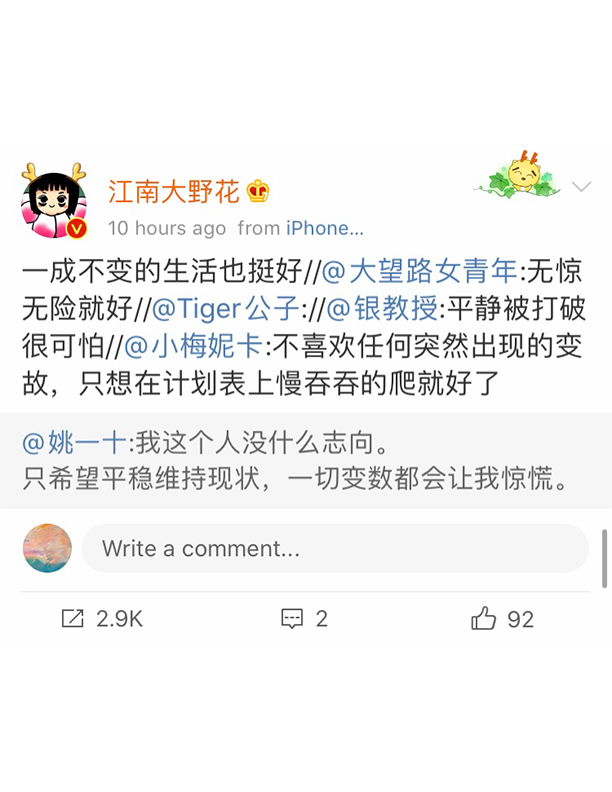 江南大野花
10 hours ago from iPhone...
一成不变的生活也挺好//@大望路女青年:无惊
无险就好//@Tiger公子://@银教授:平静被打破
很可怕//@小梅妮卡:不喜欢任何突然出现的变
故，只想在计划表上慢吞吞的爬就好了
@姚一十:我这个人没什么志向。
只希望平稳维持现状，一切变数都会让我惊慌。
Write a comment...
2.9K 2 92